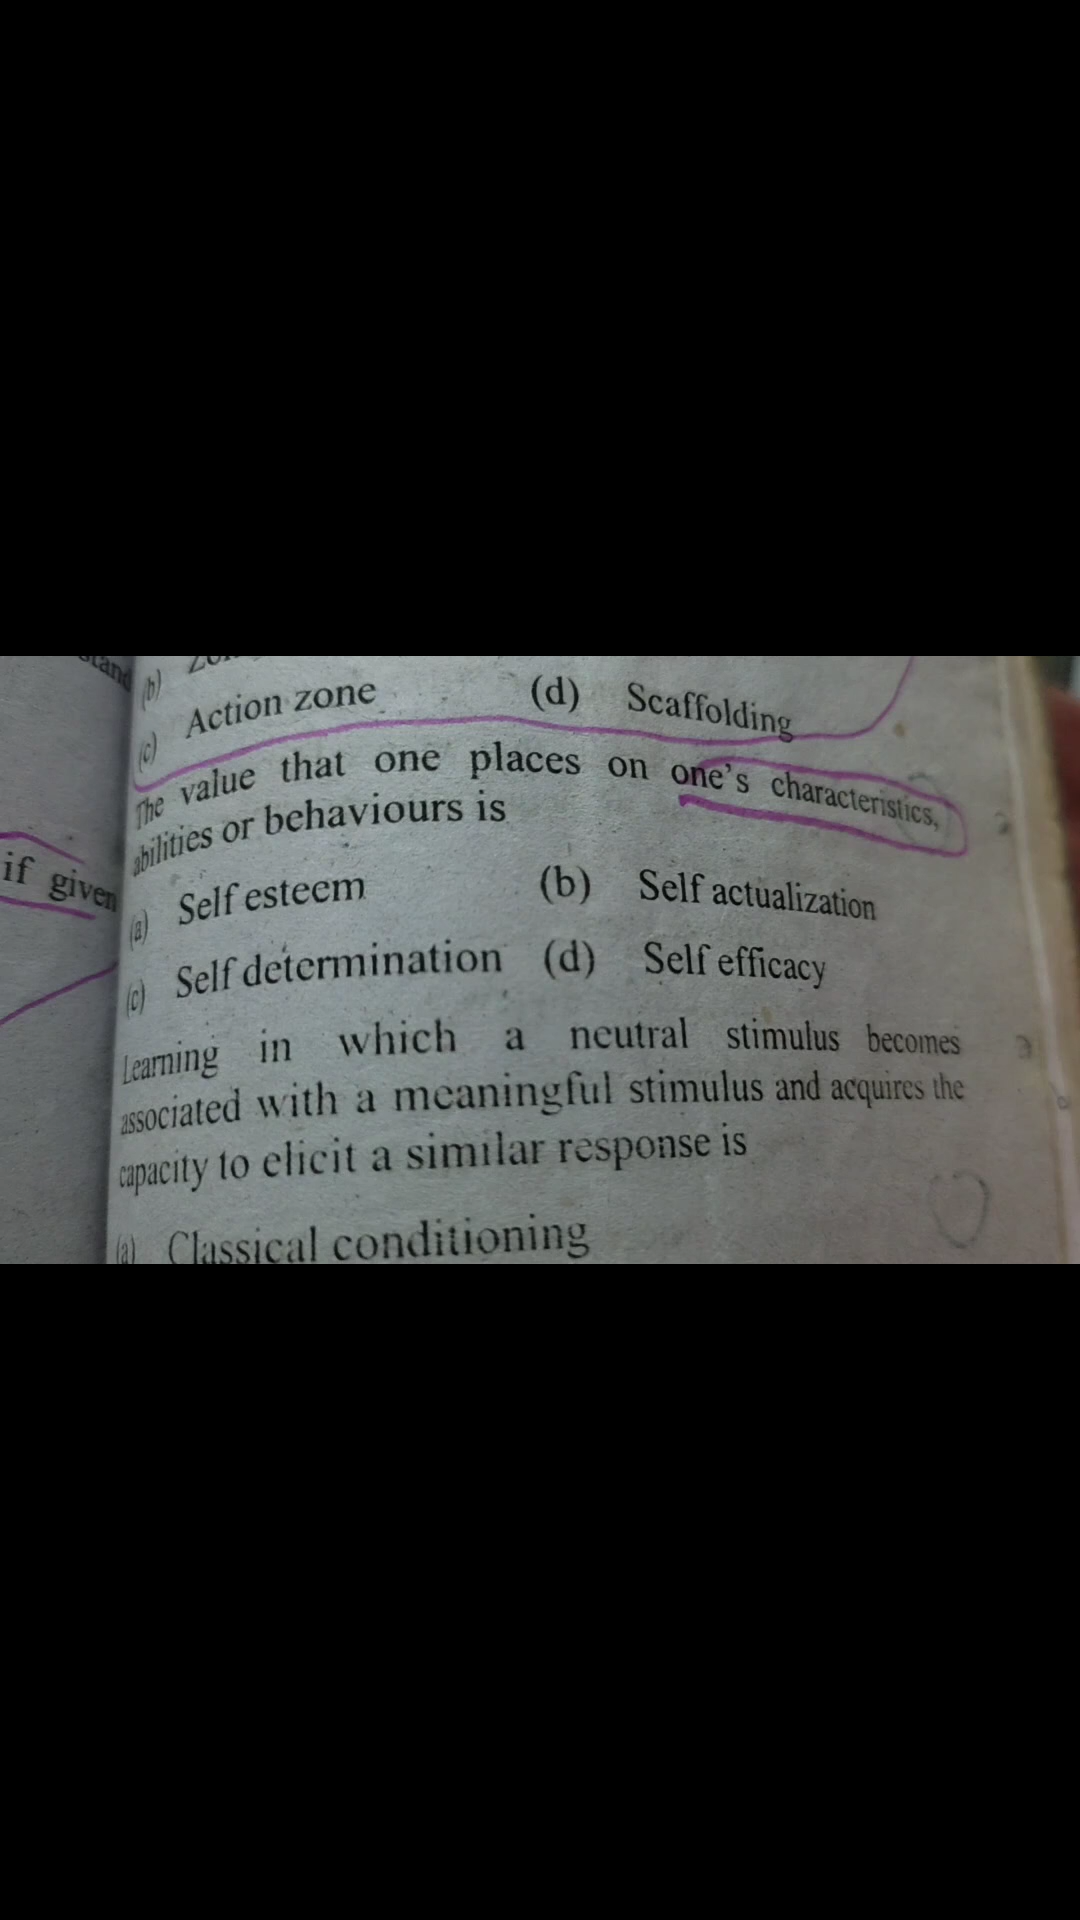 (b)
(c) Action zone (d) Scaffolding
The value that one places on one's characteristics,
abilities or behaviours is
(a) Self esteem (b) Self actualization
(c) Self determination (d) Self efficacy
Learning in which a neutral stimulus becomes
associated with a meaningful stimulus and acquires the
capacity to elicit a similar response is
(a) Classical conditioning
if given